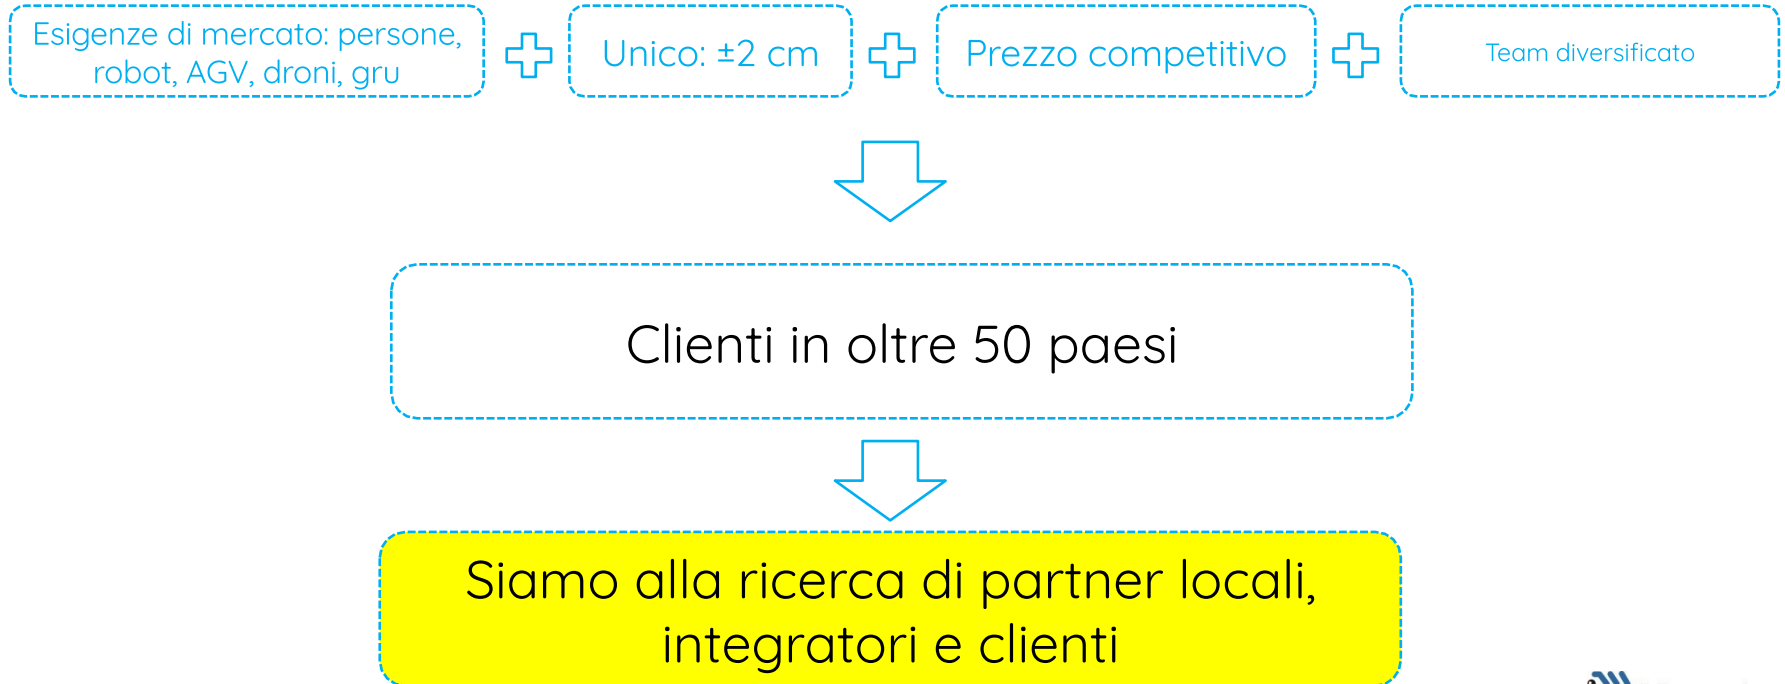 Esigenze di mercato: persone,
robot, AGV, droni, gru
Unico: ±2 cm
Prezzo competitivo
Team diversificato
Clienti in oltre 50 paesi
Siamo alla ricerca di partner locali,
integratori e clienti